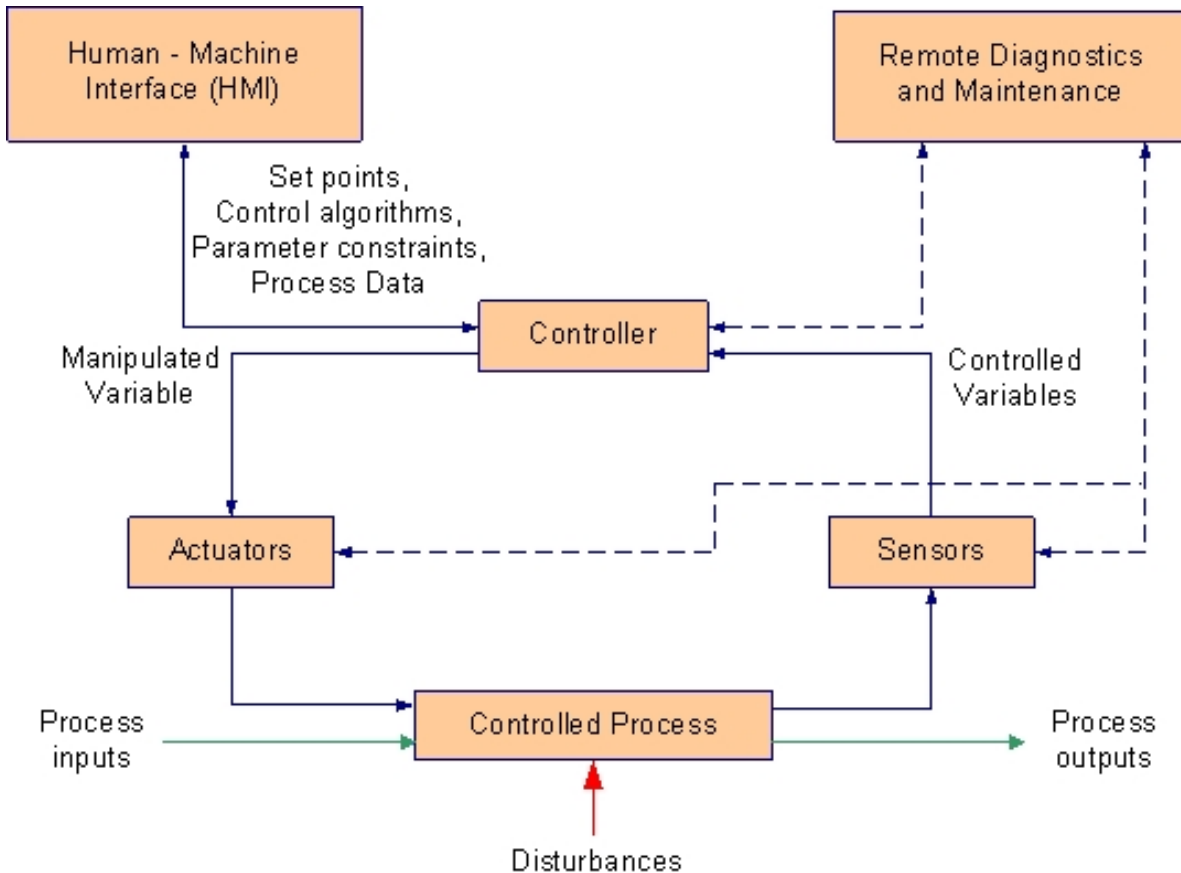 Human - Machine
Interface (HMI)
Remote Diagnostics
and Maintenance
Set points,
Control algorithms,
Parameter constraints,
Process Data
Controller
Manipulated
Variable
Controlled
Variables
Actuators
Sensors
Controlled Process
Process
inputs
Process
outputs
Disturbances